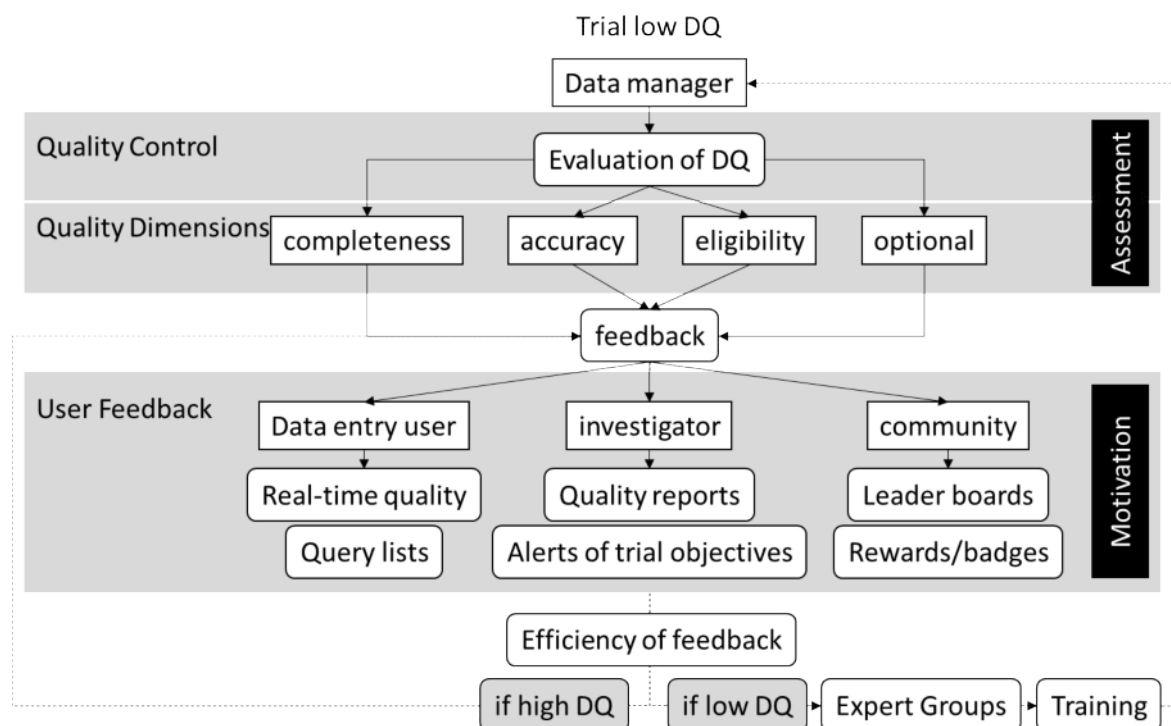 Trial low DQ
Data manager
Quality Control
Evaluation of DQ
Assessment
Quality Dimensions
completeness
accuracy
eligibility
optional
feedback
User Feedback
Data entry user
investigator
community
Motivation
Real-time quality
Quality reports
Leader boards
Query lists
Alerts of trial objectives
Rewards/badges
Efficiency of feedback
if high DQ
if low DQ
Expert Groups
Training